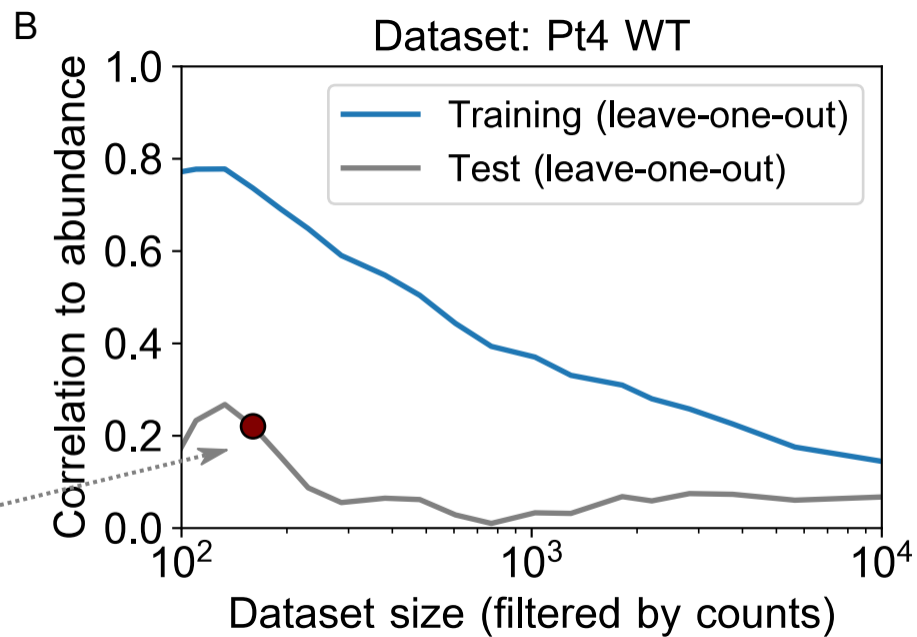 B
Dataset: Pt4 WT
Training (leave-one-out)
Test (leave-one-out)
Correlation to abundance
1.0
0.8
0.6
0.4
0.2
0.0
10² 10³ 10⁴
Dataset size (filtered by counts)